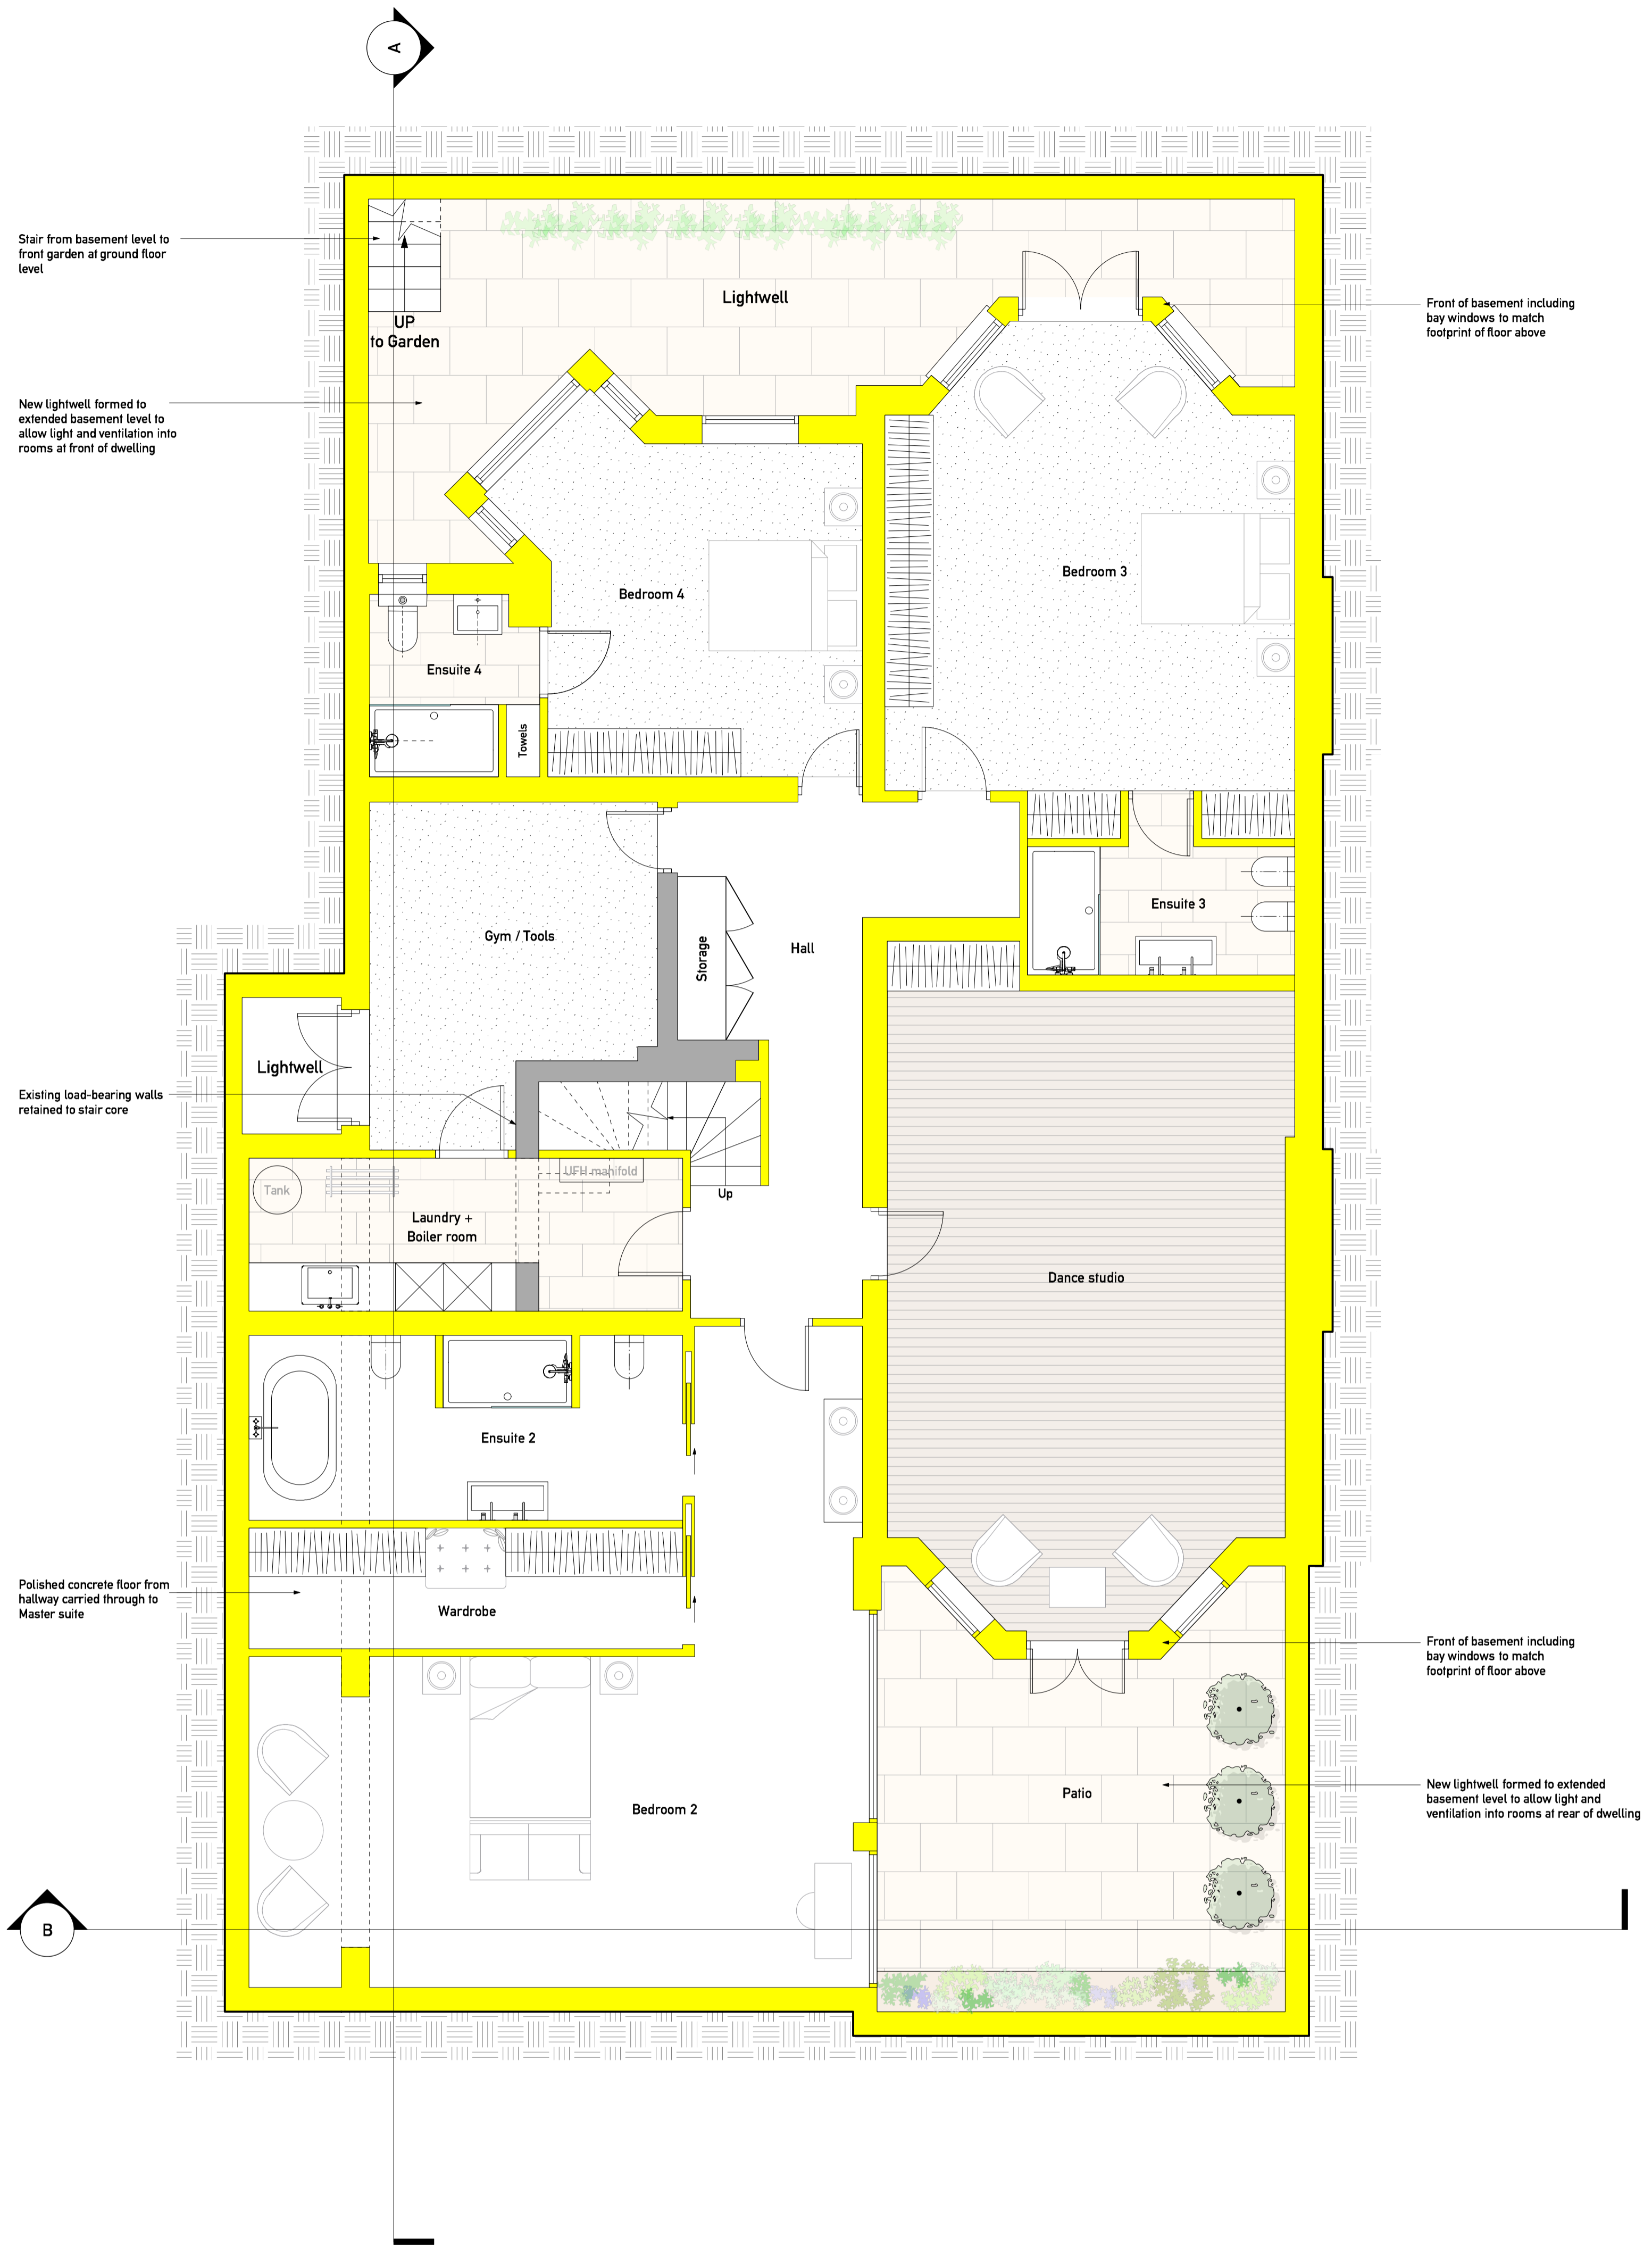 A
Stair from basement level to
front garden at ground floor
level
Lightwell
Front of basement including
bay windows to match
footprint of floor above
UP
to Garden
New lightwell formed to
extended basement level to
allow light and ventilation into
rooms at front of dwelling
Bedroom 3
Bedroom 4
Ensuite 4
Towels
Ensuite 3
Gym / Tools
Storage
Hall
Lightwell
Existing load-bearing walls
retained to stair core
UFH manifold
Tank
Up
Laundry +
Boiler room
Dance studio
Ensuite 2
Polished concrete floor from
hallway carried through to
Master suite
Wardrobe
Front of basement including
bay windows to match
footprint of floor above
New lightwell formed to extended
basement level to allow light and
ventilation into rooms at rear of dwelling
Patio
Bedroom 2
B